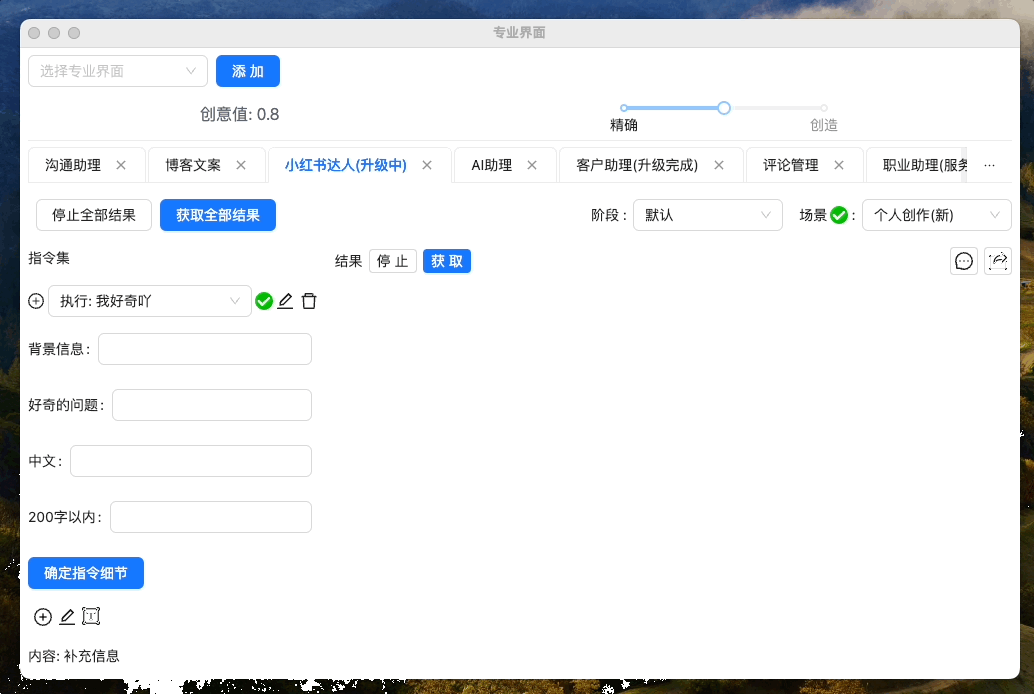 专业界面
选择专业界面 添 加
创意值: 0.8
精确 创造
沟通助理 博客文案 小红书达人(升级中) AI助理 客户助理(升级完成) 评论管理 职业助理(服务 ···
停止全部结果 获取全部结果 阶段 : 默认 场景 : 个人创作(新)
指令集 结果 停 止 获 取
执行: 我好奇吖
背景信息 :
好奇的问题 :
中文 :
200字以内 :
确定指令细节
内容: 补充信息